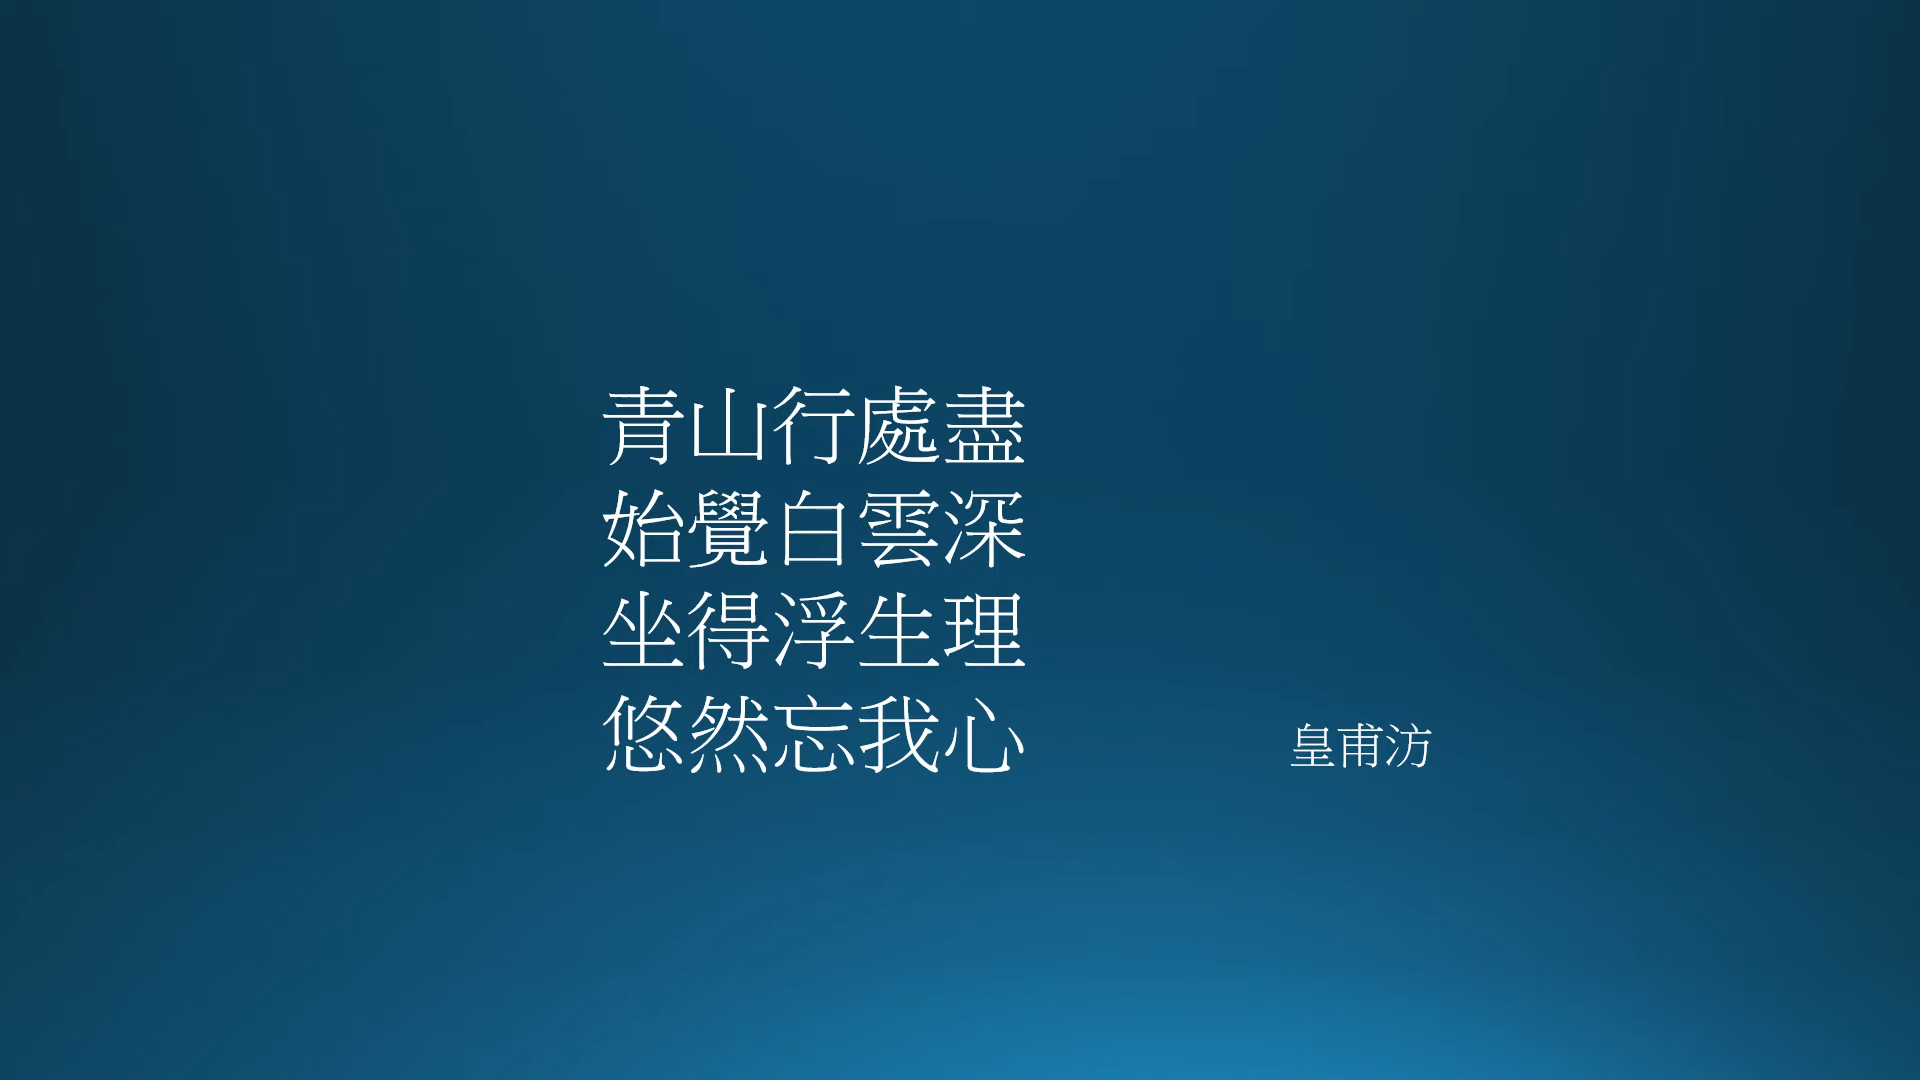 青山行處盡
始覺白雲深
坐得浮生理
悠然忘我心
皇甫汸